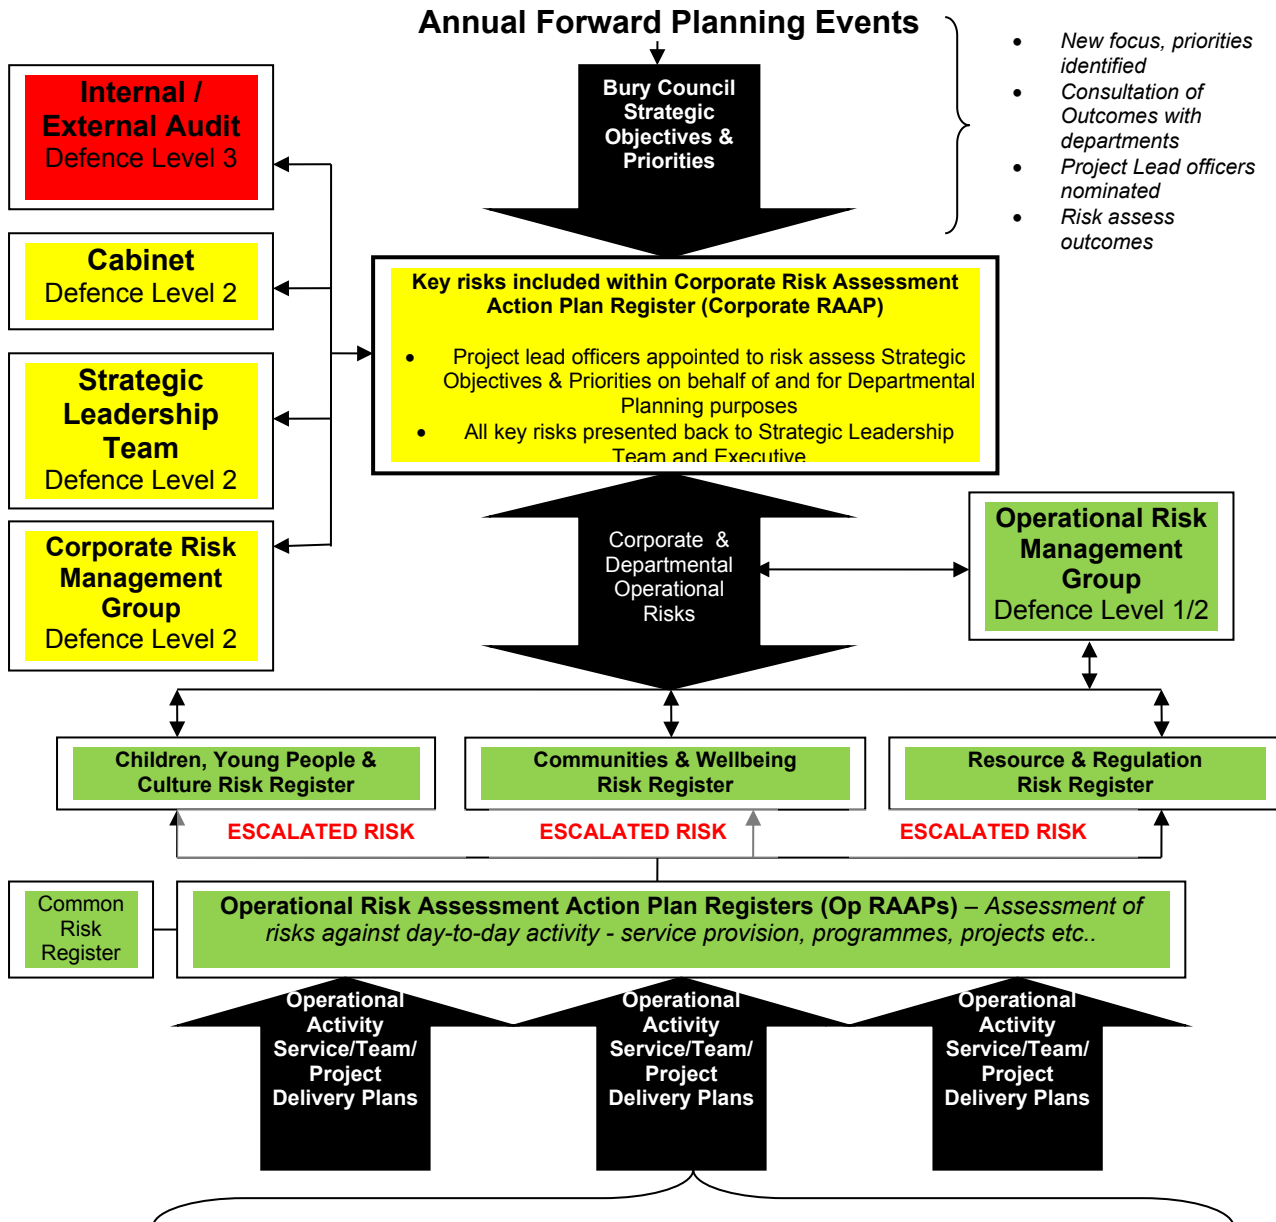 Annual Forward Planning Events
Bury Council
Strategic
Objectives &
Priorities
• New focus, priorities
identified
• Consultation of
Outcomes with
departments
• Project Lead officers
nominated
• Risk assess
outcomes
Internal /
External Audit
Defence Level 3
Cabinet
Defence Level 2
Strategic
Leadership
Team
Defence Level 2
Corporate Risk
Management
Group
Defence Level 2
Key risks included within Corporate Risk Assessment
Action Plan Register (Corporate RAAP)
• Project lead officers appointed to risk assess Strategic
Objectives & Priorities on behalf of and for Departmental
Planning purposes
• All key risks presented back to Strategic Leadership
Team and Executive
Corporate &
Departmental
Operational
Risks
Operational Risk
Management
Group
Defence Level 1/2
Children, Young People &
Culture Risk Register
Communities & Wellbeing
Risk Register
Resource & Regulation
Risk Register
ESCALATED RISK
ESCALATED RISK
ESCALATED RISK
Common
Risk
Register
Operational Risk Assessment Action Plan Registers (Op RAAPs) – Assessment of
risks against day-to-day activity - service provision, programmes, projects etc..
Operational
Activity
Service/Team/
Project
Delivery Plans
Operational
Activity
Service/Team/
Project
Delivery Plans
Operational
Activity
Service/Team/
Project
Delivery Plans